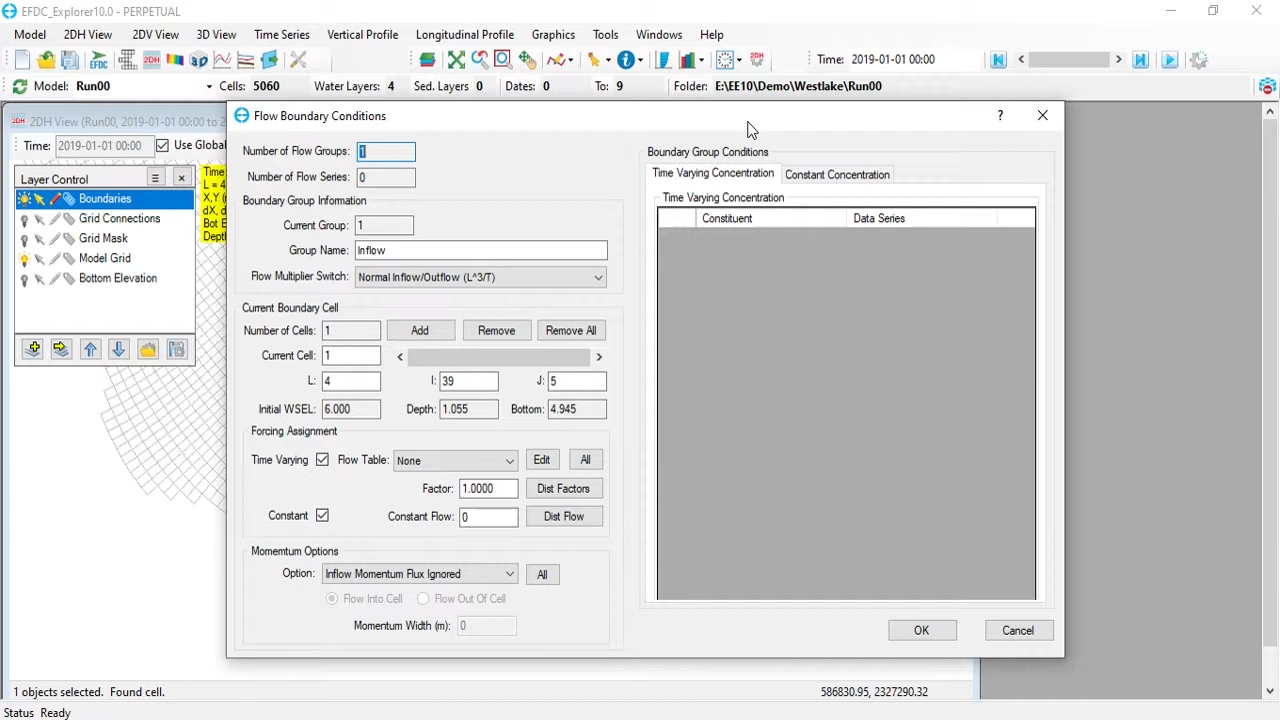 EFDC_Explorer10.0 - PERPETUAL
Model 2DH View 2DV View 3D View Time Series Vertical Profile Longitudinal Profile Graphics Tools Windows Help
EFDC 2DH 3D 2DH Time: 2019-01-01 00:00
Model: Run00 Cells: 5060 Water Layers: 4 Sed. Layers 0 Dates: 0 To: 9 Folder: E:\EE10\Demo\Westlake\Run00
2DH View (Run00, 2019-01-01 00:00 to 2
Time: 2019-01-01 00:00 Use Global
Layer Control
Boundaries
Grid Connections
Grid Mask
Model Grid
Bottom Elevation
Time
L = 4
X,Y (
dX, d
Bot E
Depth
Flow Boundary Conditions ?
Number of Flow Groups: 1
Number of Flow Series: 0
Boundary Group Information
Current Group: 1
Group Name: Inflow
Flow Multiplier Switch: Normal Inflow/Outflow (L^3/T)
Current Boundary Cell
Number of Cells: 1 Add Remove Remove All
Current Cell: 1
L: 4 I: 39 J: 5
Initial WSEL: 6.000 Depth: 1.055 Bottom: 4.945
Forcing Assignment
Time Varying Flow Table: None Edit All
Factor: 1.0000 Dist Factors
Constant Constant Flow: 0 Dist Flow
Momentum Options
Option: Inflow Momentum Flux Ignored All
Flow Into Cell Flow Out Of Cell
Momentum Width (m): 0
Boundary Group Conditions
Time Varying Concentration Constant Concentration
Time Varying Concentration
Constituent Data Series
OK Cancel
1 objects selected. Found cell. 586830.95, 2327290.32
Status Ready